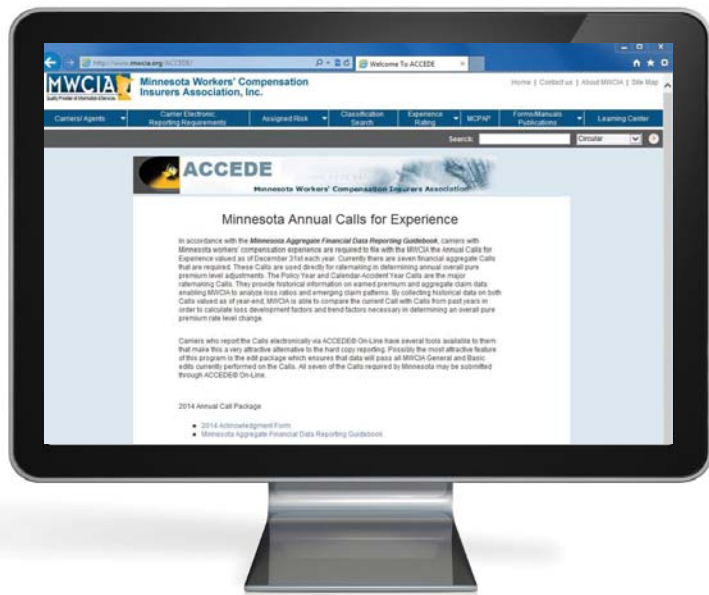 http://www.mwcia.org/ACCEDE/
Welcome To ACCEDE
MWCIA
Minnesota Workers' Compensation
Insurers Association, Inc.
Home | Contact us | About MWCIA | Site Map
Carriers/ Agents
Carrier Electronic
Reporting Requirements
Assigned Risk
Classification
Search
Experience
Rating
MCPAP
Forms/Manuals
Publications
Learning Center
Search:
Circular
ACCEDE
Minnesota Workers' Compensation Insurers Association
Minnesota Annual Calls for Experience
In accordance with the Minnesota Aggregate Financial Data Reporting Guidebook, carriers with
Minnesota workers' compensation experience are required to file with the MWCIA the Annual Calls for
Experience valued as of December 31st each year. Currently there are seven financial aggregate Calls
that are required. These Calls are used directly for ratemaking in determining annual overall pure
premium level adjustments. The Policy Year and Calendar-Accident Year Calls are the major
ratemaking Calls. They provide historical information on earned premium and aggregate claim data
enabling MWCIA to analyze loss ratios and emerging claim patterns. By collecting historical data on both
Calls valued as of year-end, MWCIA is able to compare the current Call with Calls from past years in
order to calculate loss development factors and trend factors necessary in determining an overall pure
premium rate level change.
Carriers who report the Calls electronically via ACCEDE® On-Line have several tools available to them
that make this a very attractive alternative to the hard copy reporting. Possibly the most attractive feature
of this program is the edit package which ensures that data will pass all MWCIA General and Basic
edits currently performed on the Calls. All seven of the Calls required by Minnesota may be submitted
through ACCEDE® On-Line.
2014 Annual Call Package
2014 Acknowledgment Form
Minnesota Aggregate Financial Data Reporting Guidebook